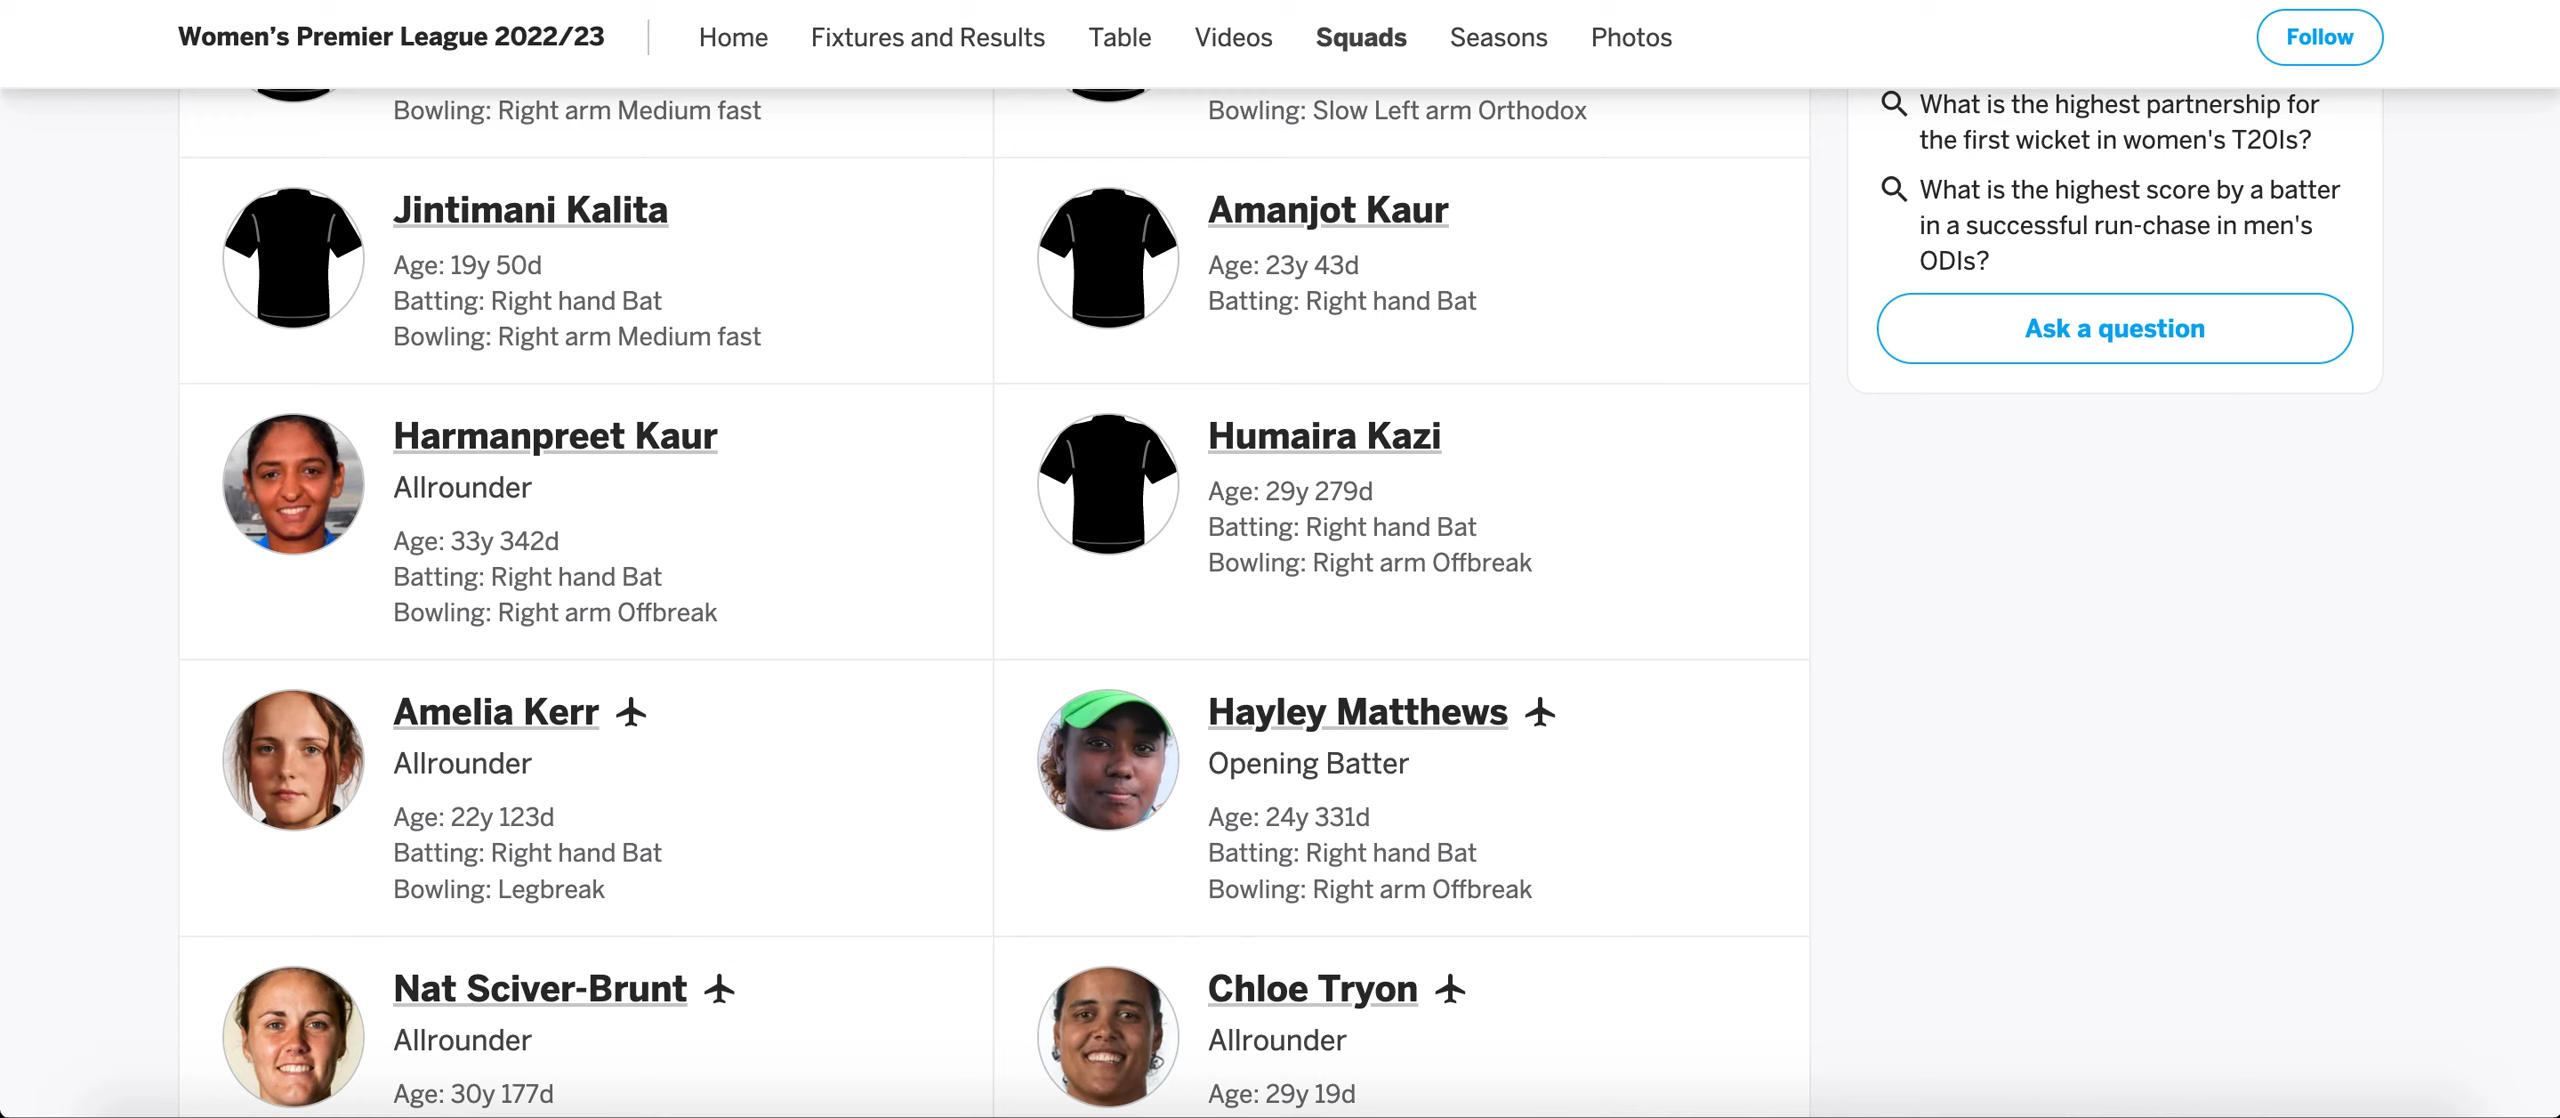 Women's Premier League 2022/23
Home
Fixtures and Results
Table
Videos
Squads
Seasons
Photos
Follow
Bowling: Right arm Medium fast
Bowling: Slow Left arm Orthodox
Jintimani Kalita
Age: 19y 50d
Batting: Right hand Bat
Bowling: Right arm Medium fast
Amanjot Kaur
Age: 23y 43d
Batting: Right hand Bat
Harmanpreet Kaur
Allrounder
Age: 33y 342d
Batting: Right hand Bat
Bowling: Right arm Offbreak
Humaira Kazi
Age: 29y 279d
Batting: Right hand Bat
Bowling: Right arm Offbreak
Amelia Kerr
Allrounder
Age: 22y 123d
Batting: Right hand Bat
Bowling: Legbreak
Hayley Matthews
Opening Batter
Age: 24y 331d
Batting: Right hand Bat
Bowling: Right arm Offbreak
Nat Sciver-Brunt
Allrounder
Age: 30y 177d
Chloe Tryon
Allrounder
Age: 29y 19d
What is the highest partnership for
the first wicket in women's T20Is?
What is the highest score by a batter
in a successful run-chase in men's
ODIs?
Ask a question